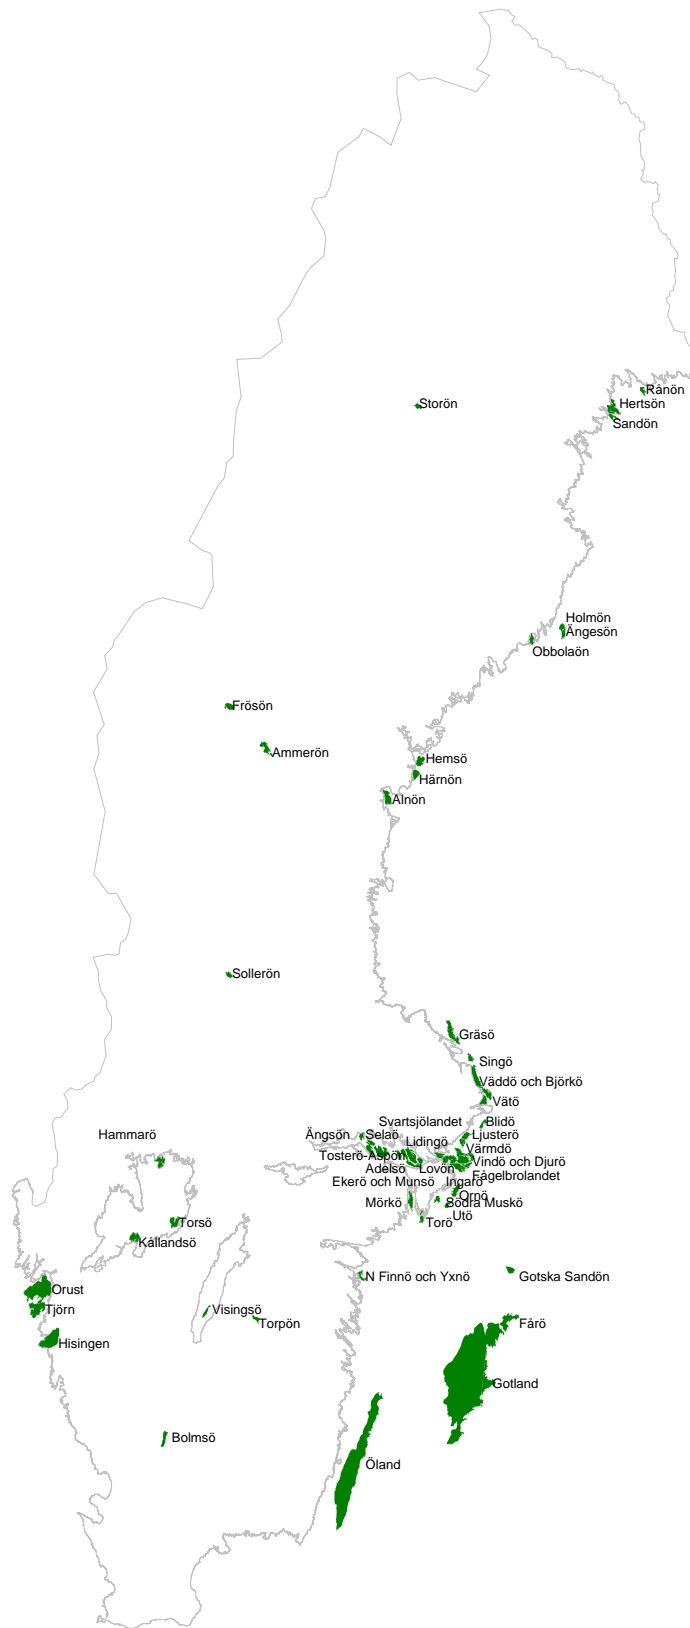 Rånön
Storön
Hertsön
Sandön
Holmön
Ängesön
Obbolaön
Frösön
Ammerön
Hemsö
Härnön
Alnön
Sollerön
Gräsö
Singö
Väddö och Björkö
Vätö
Svartsjölandet
Blidö
Hammarö
Ängsön
Selaö
Ljusterö
Lidingö
Värmdö
Tosterö-Aspön
Vindö och Djurö
Adelsö
Lovön
Fågelbrolandet
Ekerö och Munsö
Ingarö
Ornö
Mörkö
Södra Muskö
Utö
Torsö
Torö
Kållandsö
N Finnö och Yxnö
Gotska Sandön
Orust
Tjörn
Visingsö
Torpön
Fårö
Hisingen
Gotland
Bolmsö
Öland